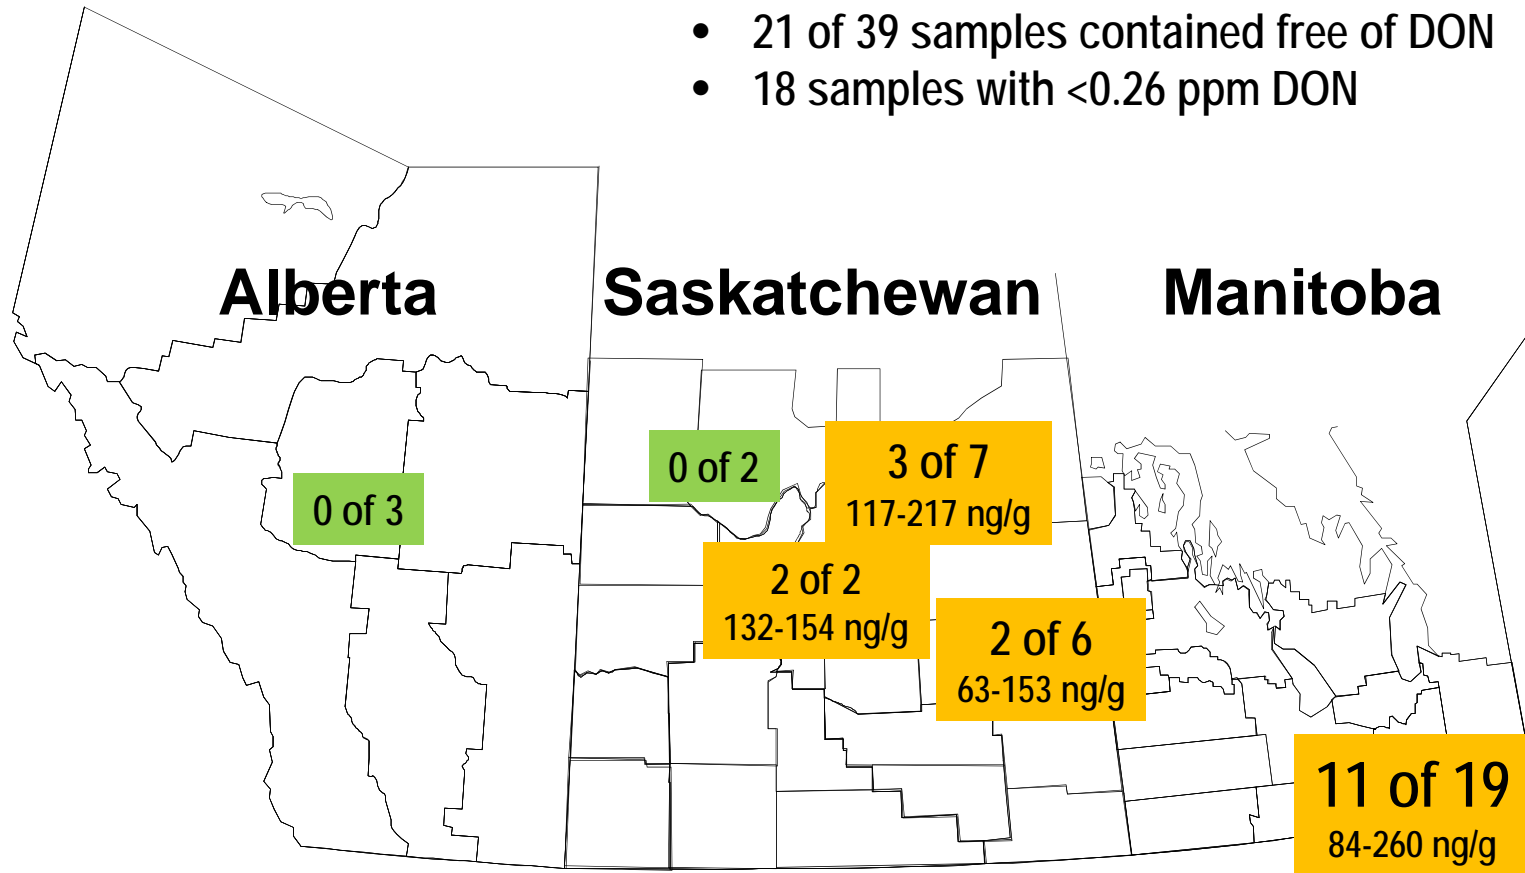 • 21 of 39 samples contained free of DON
• 18 samples with <0.26 ppm DON
Alberta
Saskatchewan
Manitoba
0 of 3
0 of 2
3 of 7
117-217 ng/g
2 of 2
132-154 ng/g
2 of 6
63-153 ng/g
11 of 19
84-260 ng/g